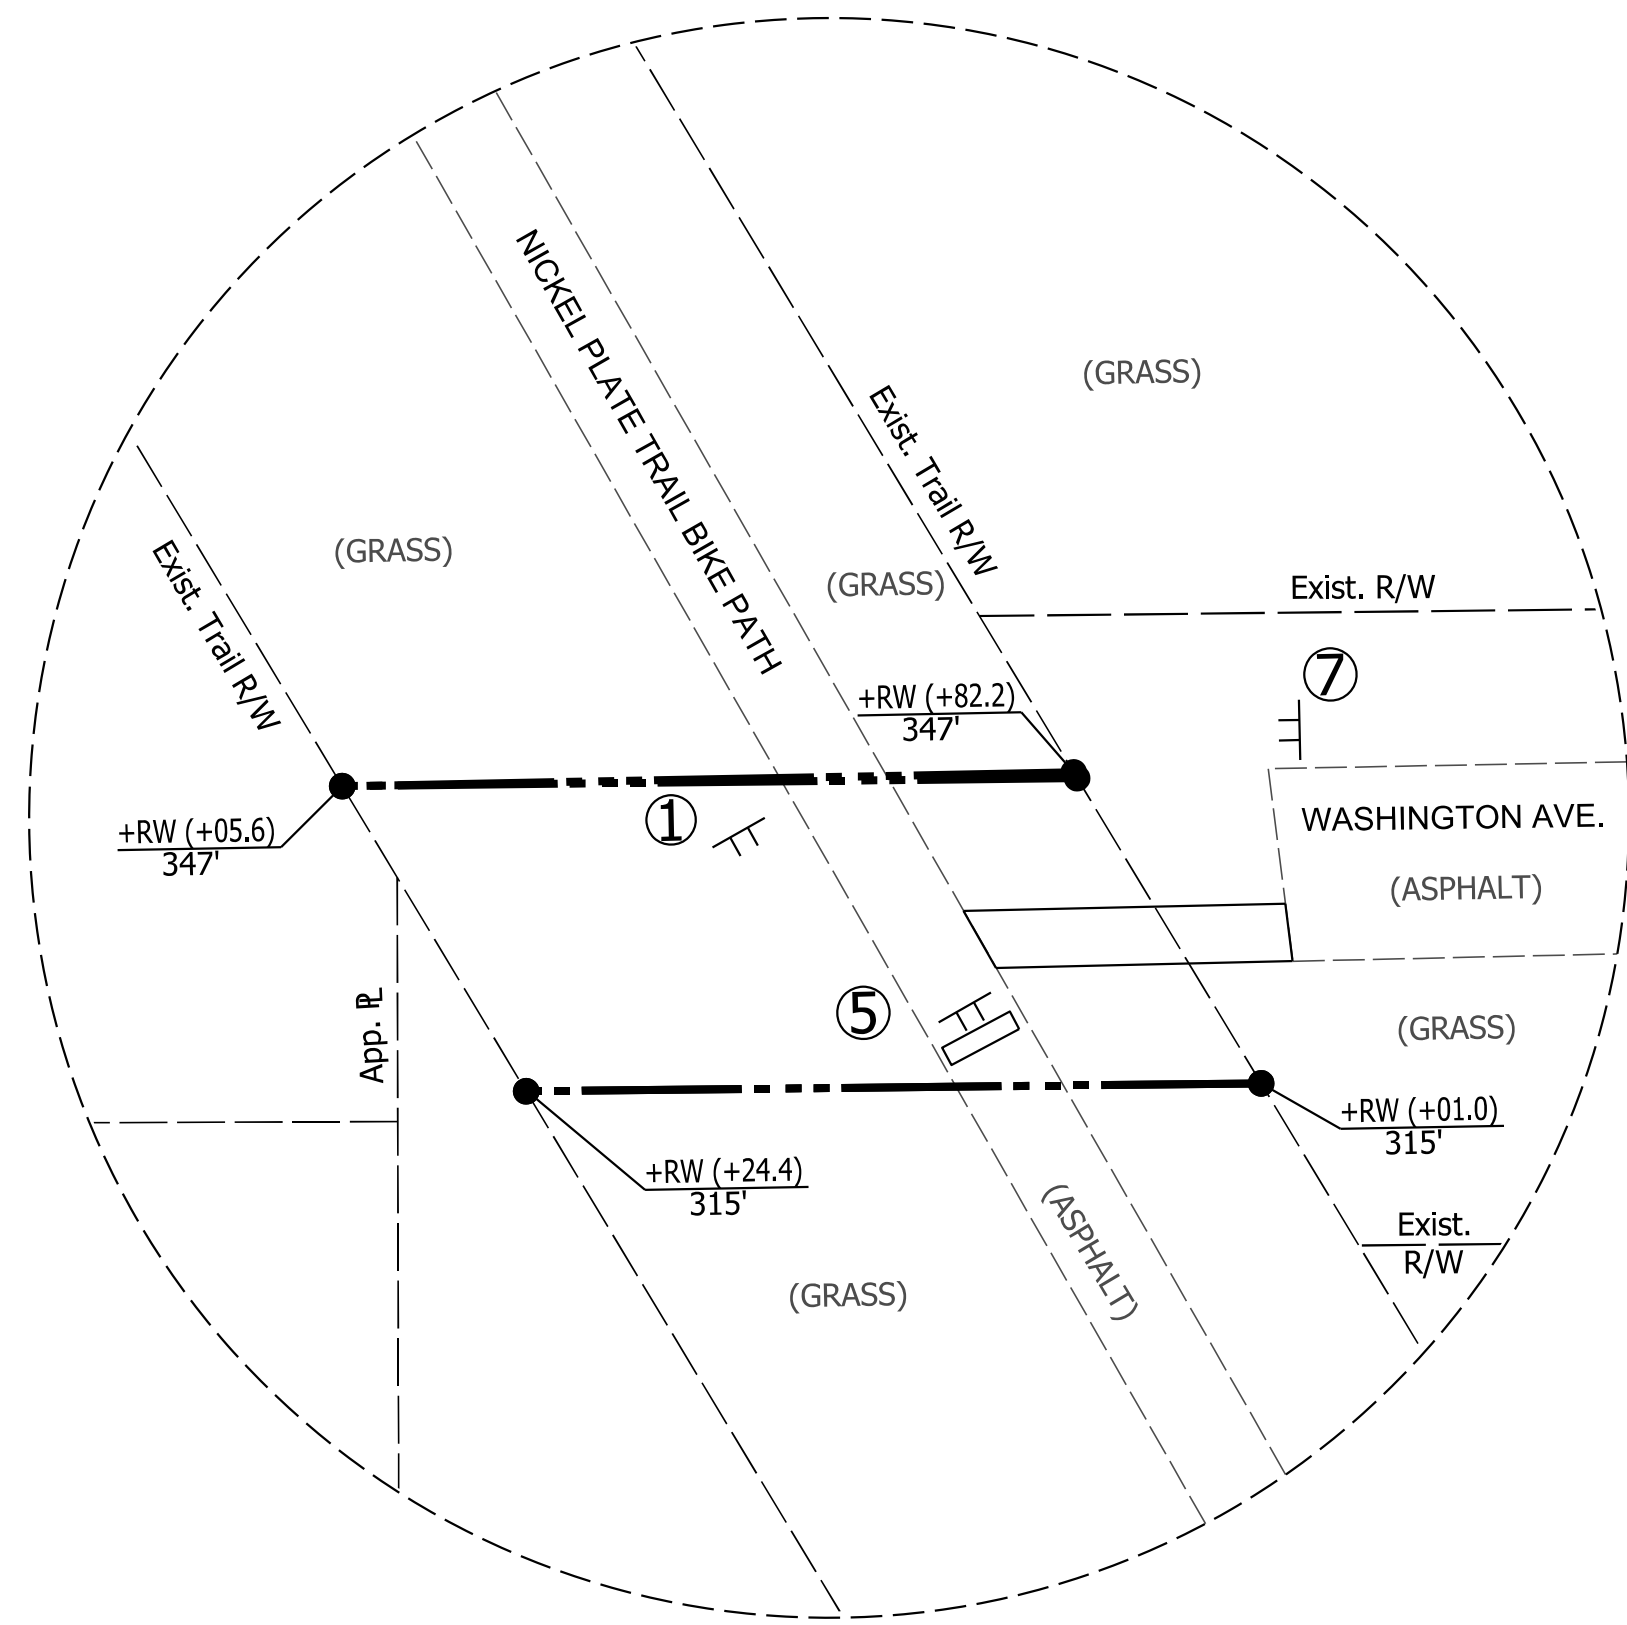 NICKEL PLATE TRAIL BIKE PATH
(GRASS)
Exist. Trail R/W
(GRASS)
Exist. Trail R/W
(GRASS)
Exist. R/W
7
+RW (+82.2)
347'
1
+RW (+05.6)
347'
WASHINGTON AVE.
(ASPHALT)
App. PL
5
(GRASS)
+RW (+01.0)
315'
+RW (+24.4)
315'
(ASPHALT)
Exist.
R/W
(GRASS)